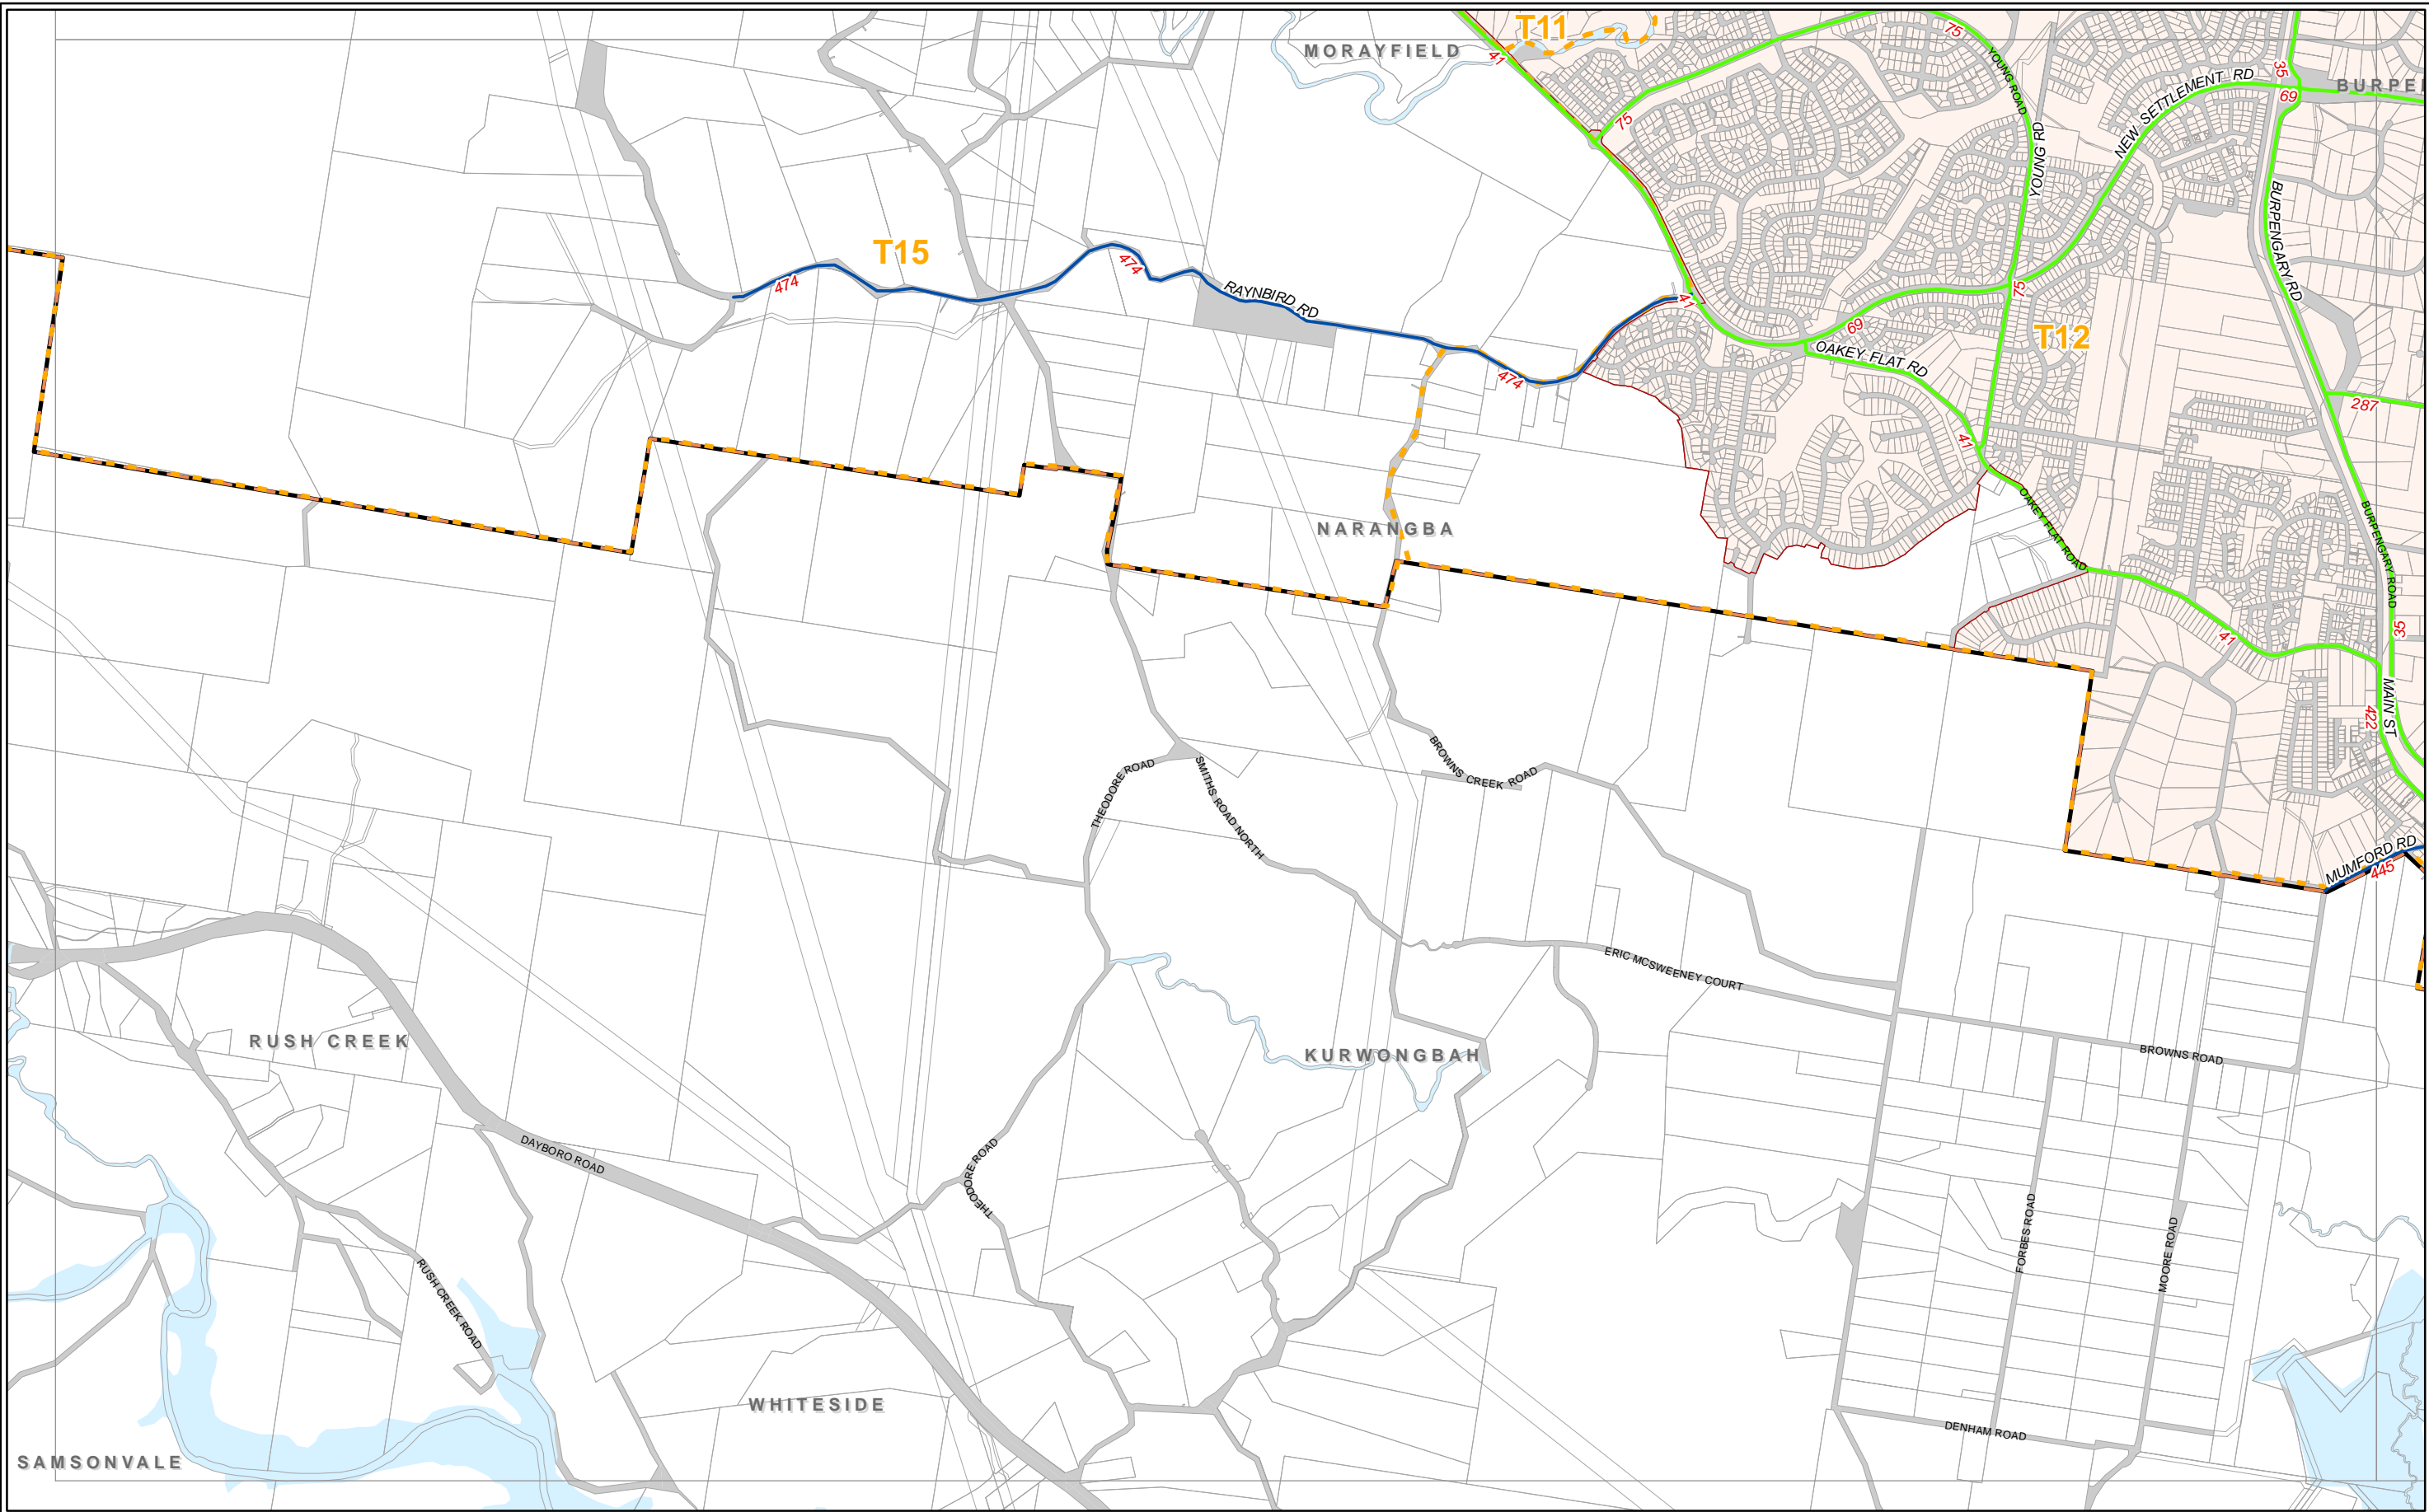 T11
MORAYFIELD
41
75
YOUNG ROAD
35
NEW SETTLEMENT RD
69
BURPE
75
YOUNG RD
BURPENGARY RD
T15
474
474
RAYNBIRD RD
41
75
69
T12
OAKEY FLAT RD
474
287
41
OAKEY FLAT ROAD
BURPENGARY ROAD
NARANGBA
41
35
MAIN ST
422
THEODORE ROAD
SMITHS ROAD NORTH
BROWNS CREEK ROAD
MUMFORD RD
445
ERIC MCSWEENEY COURT
RUSH CREEK
KURWONGBAH
BROWNS ROAD
DAYBORO ROAD
THEODORE ROAD
FORBES ROAD
MOORE ROAD
RUSH CREEK ROAD
WHITESIDE
DENHAM ROAD
SAMSONVALE